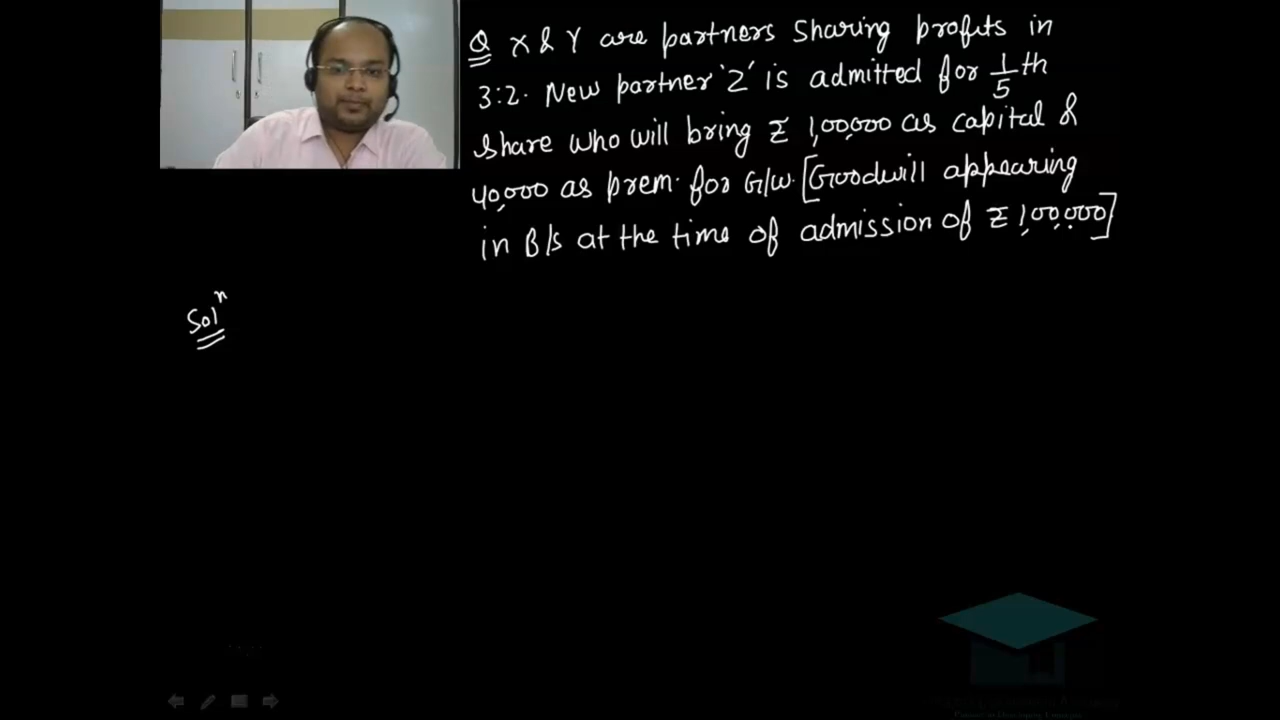 Q X & Y are partners sharing profits in
3:2. New partner 'Z' is admitted for 1/5 th
share who will bring ₹ 1,00,000 as capital &
40,000 as prem. for G/W. [Goodwill appearing
in B/s at the time of admission of ₹ 1,00,000]
Solⁿ